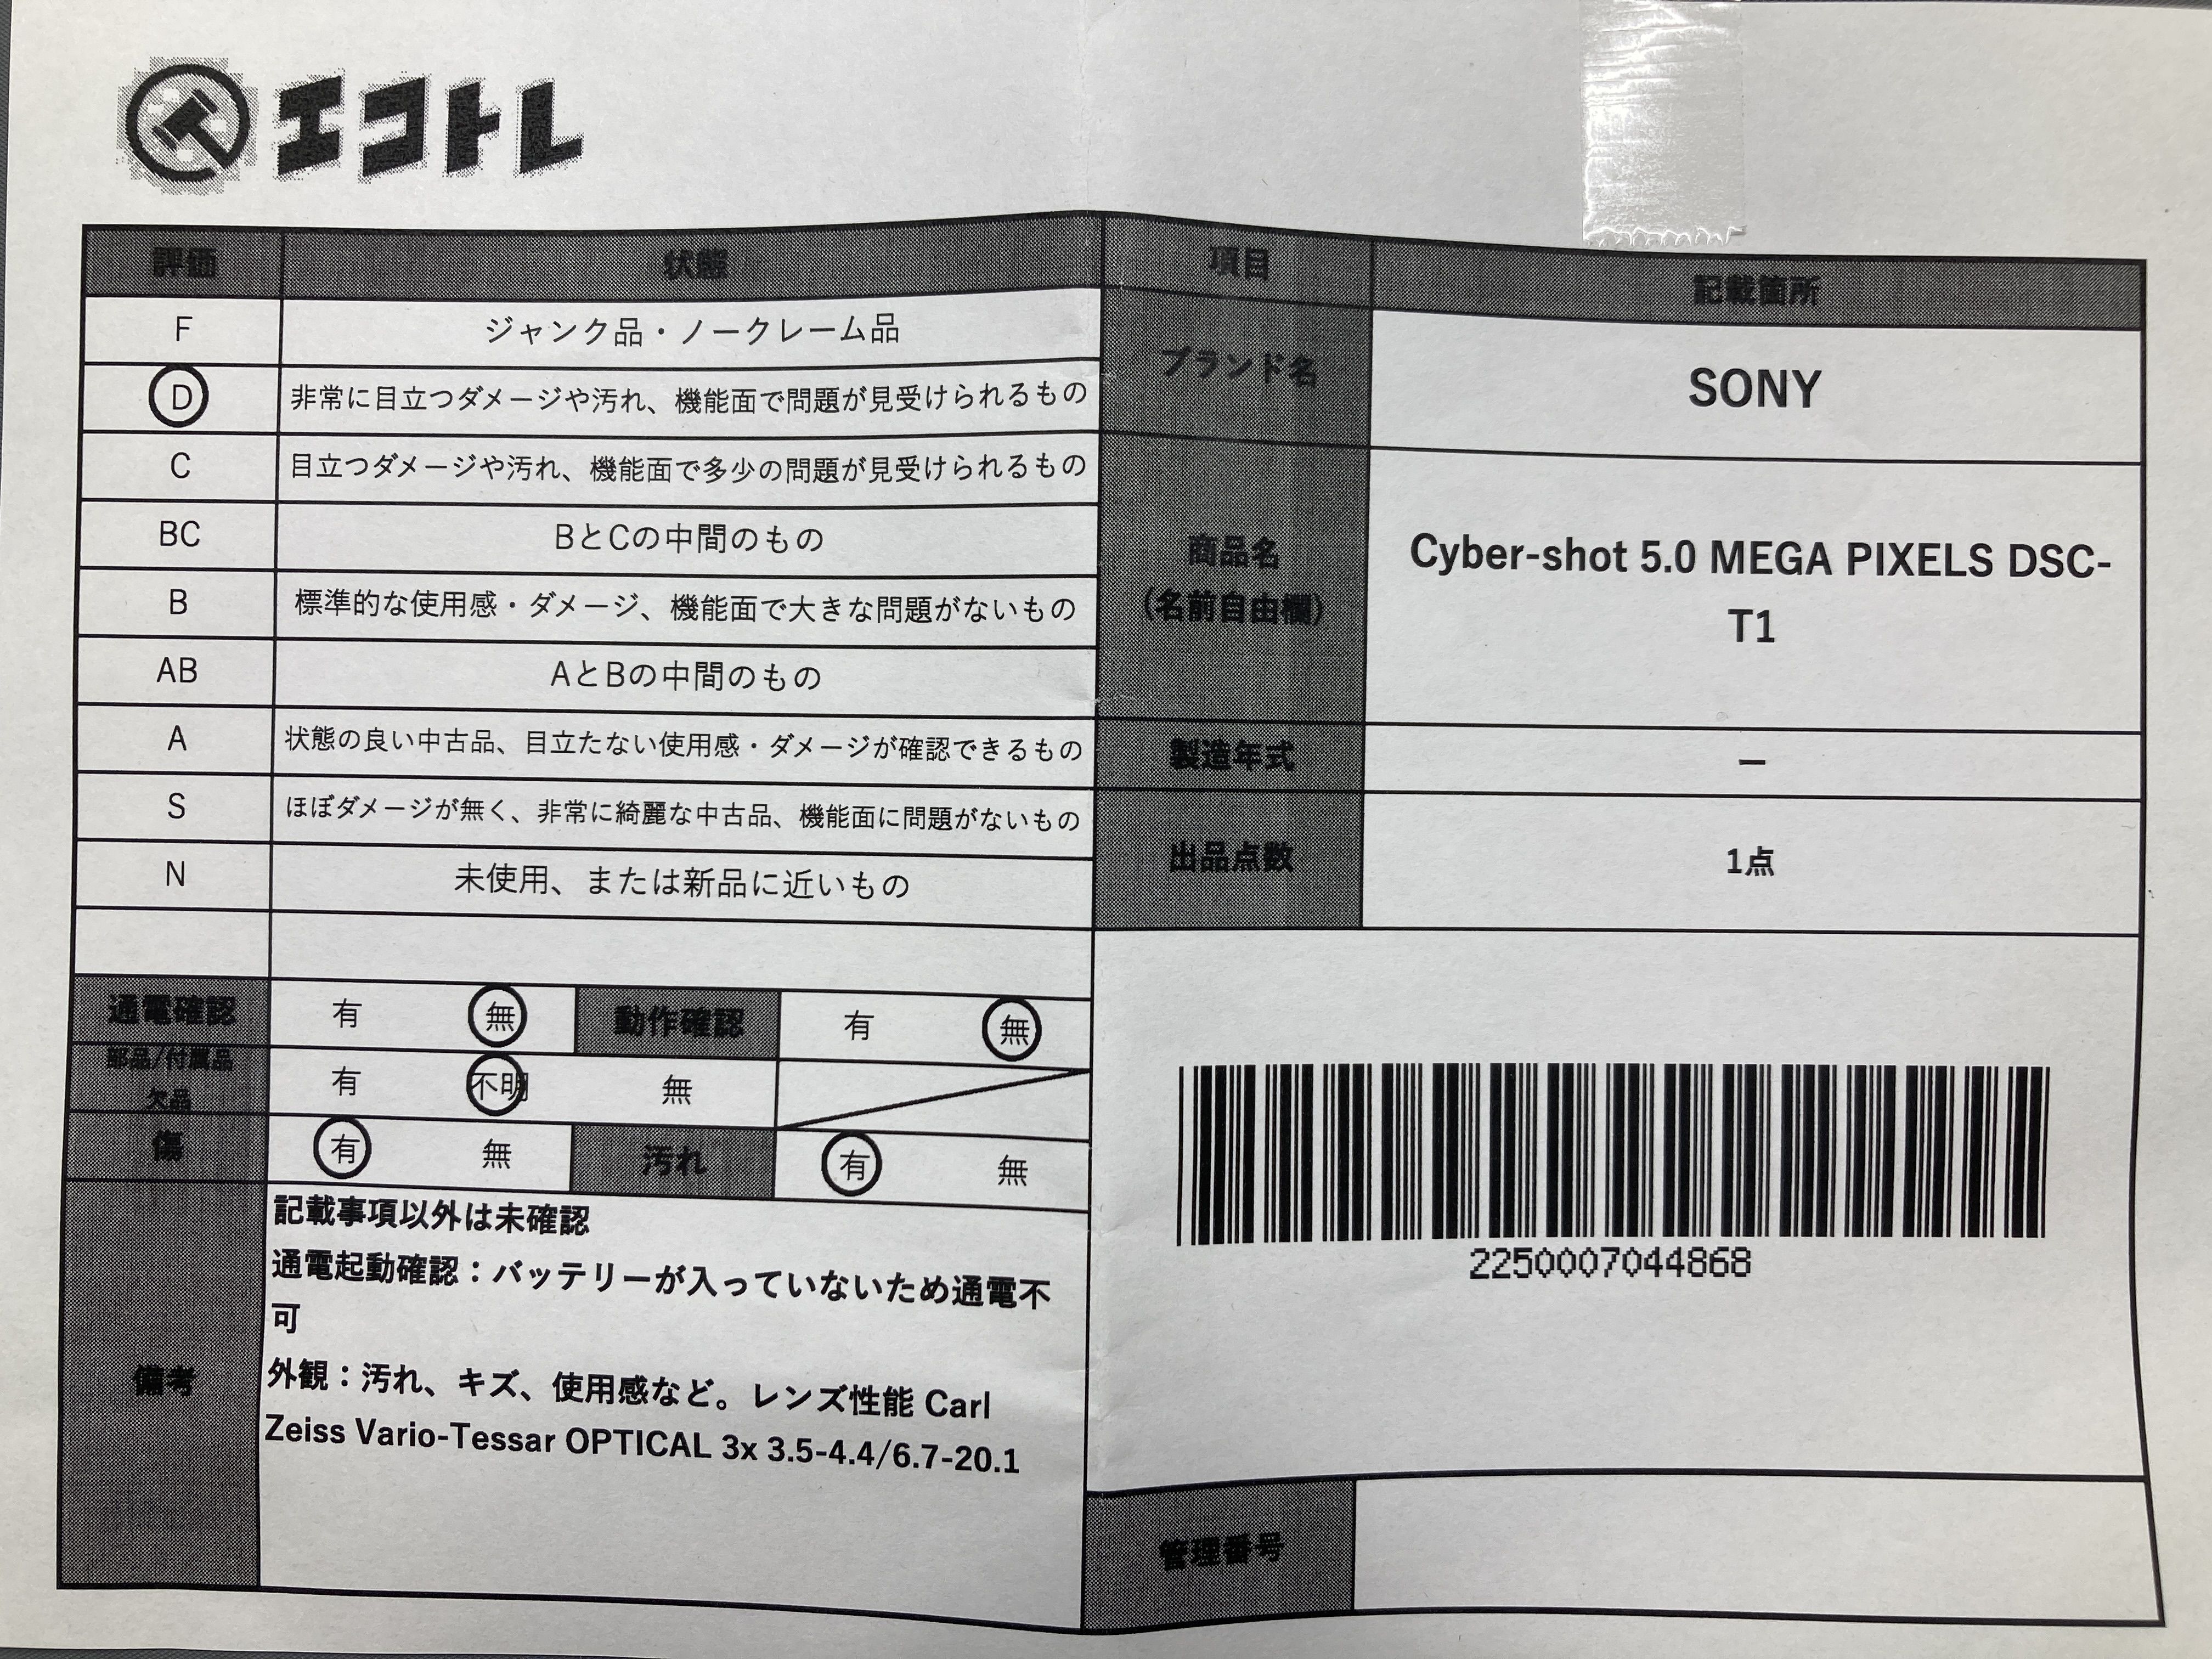 エコトレ
評価 状態
F ジャンク品・ノークレーム品
D 非常に目立つダメージや汚れ、機能面で問題が見受けられるもの
C 目立つダメージや汚れ、機能面で多少の問題が見受けられるもの
BC BとCの中間のもの
B 標準的な使用感・ダメージ、機能面で大きな問題がないもの
AB AとBの中間のもの
A 状態の良い中古品、目立たない使用感・ダメージが確認できるもの
S ほぼダメージが無く、非常に綺麗な中古品、機能面に問題がないもの
N 未使用、または新品に近いもの
通電確認 有 無 動作確認 有 無
部品/付属品
欠品 有 不明 無
傷 有 無 汚れ 有 無
備考
記載事項以外は未確認
通電起動確認：バッテリーが入っていないため通電不
可
外観：汚れ、キズ、使用感など。レンズ性能 Carl
Zeiss Vario-Tessar OPTICAL 3x 3.5-4.4/6.7-20.1
項目 記載箇所
ブランド名 SONY
商品名
（名前自由欄）
Cyber-shot 5.0 MEGA PIXELS DSC-
T1
製造年式 ー
出品点数 1点
2250007044868
管理番号